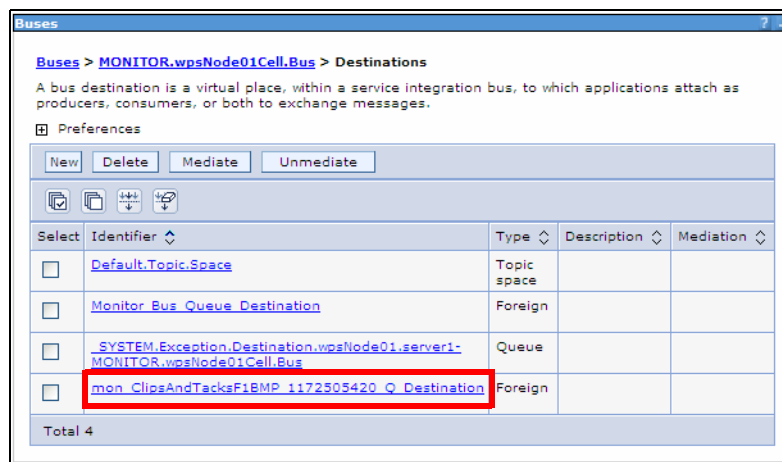 Buses
?
Buses > MONITOR.wpsNode01Cell.Bus > Destinations
A bus destination is a virtual place, within a service integration bus, to which applications attach as
producers, consumers, or both to exchange messages.
Preferences
New Delete Mediate Unmediate
Select Identifier Type Description Mediation
Default.Topic.Space Topic
space
Monitor_Bus_Queue_Destination Foreign
_SYSTEM.Exception.Destination.wpsNode01.server1- Queue
MONITOR.wpsNode01Cell.Bus
mon_ClipsAndTacksF1BMP_1172505420_Q_Destination Foreign
Total 4